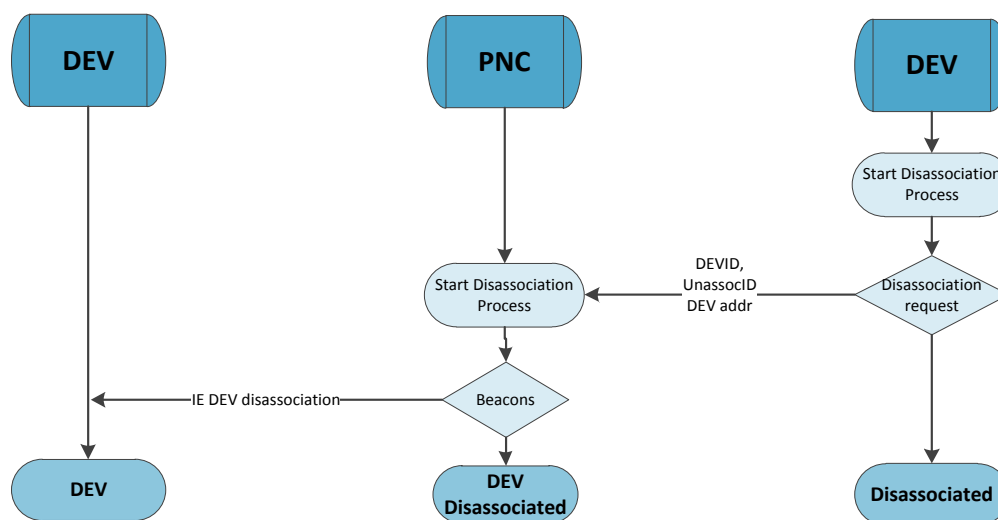 DEV
PNC
DEV
Start Disassociation
Process
DEVID,
UnassocID
DEV addr
Disassociation
request
Start Disassociation
Process
IE DEV disassociation
Beacons
DEV
DEV
Disassociated
Disassociated